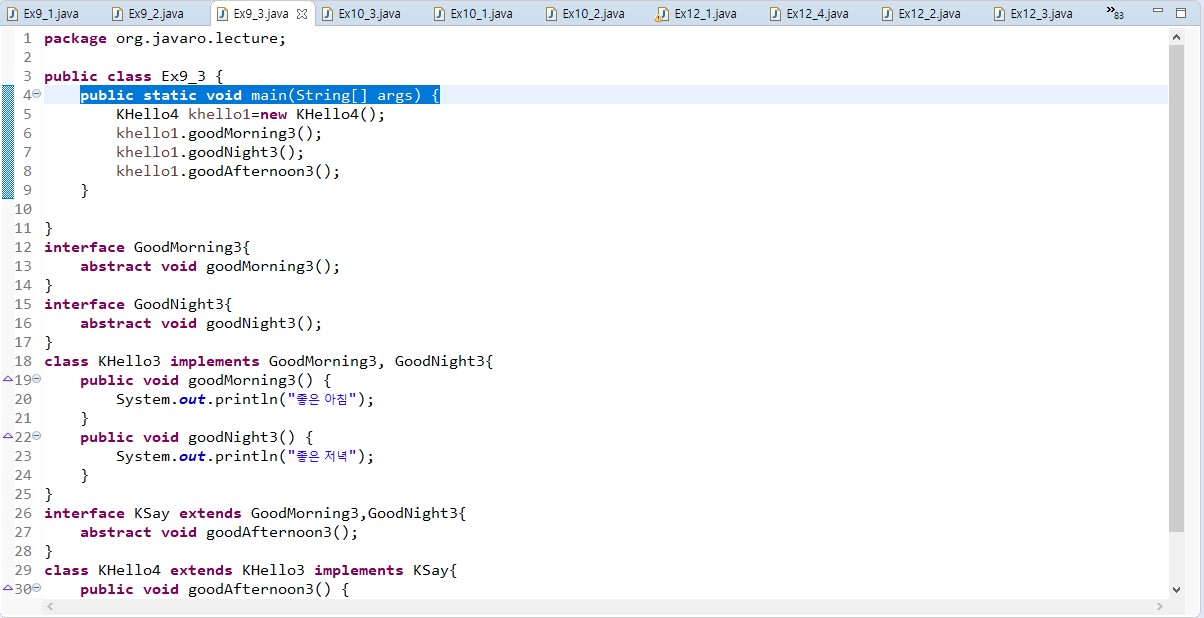 Ex9_1.java Ex9_2.java Ex9_3.java Ex10_3.java Ex10_1.java Ex10_2.java Ex12_1.java Ex12_4.java Ex12_2.java Ex12_3.java »83
1 package org.javaro.lecture;
2
3 public class Ex9_3 {
4 public static void main(String[] args) {
5 KHello4 khello1=new KHello4();
6 khello1.goodMorning3();
7 khello1.goodNight3();
8 khello1.goodAfternoon3();
9 }
10
11 }
12 interface GoodMorning3{
13 abstract void goodMorning3();
14 }
15 interface GoodNight3{
16 abstract void goodNight3();
17 }
18 class KHello3 implements GoodMorning3, GoodNight3{
19 public void goodMorning3() {
20 System.out.println("좋은 아침");
21 }
22 public void goodNight3() {
23 System.out.println("좋은 저녁");
24 }
25 }
26 interface KSay extends GoodMorning3,GoodNight3{
27 abstract void goodAfternoon3();
28 }
29 class KHello4 extends KHello3 implements KSay{
30 public void goodAfternoon3() {